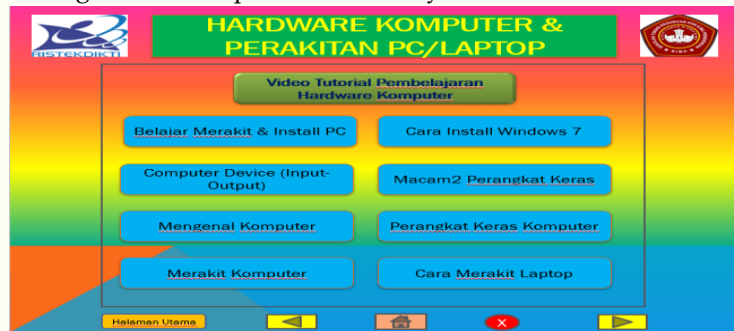 HARDWARE KOMPUTER &
PERAKITAN PC/LAPTOP
RISTEKDIKTI
Video Tutorial Pembelajaran
Hardware Komputer
Belajar Merakit & Install PC
Cara Install Windows 7
Computer Device (Input-
Output)
Macam2 Perangkat Keras
Mengenal Komputer
Perangkat Keras Komputer
Merakit Komputer
Cara Merakit Laptop
Halaman Utama
X